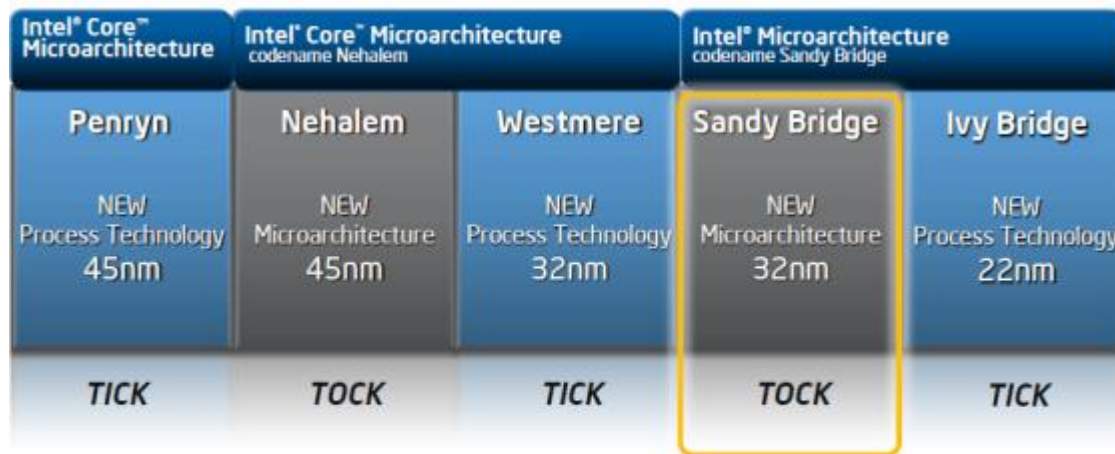 Intel® Core™
Microarchitecture
Intel® Core™ Microarchitecture
codename Nehalem
Intel® Microarchitecture
codename Sandy Bridge
Penryn
NEW
Process Technology
45nm
TICK
Nehalem
NEW
Microarchitecture
45nm
TOCK
Westmere
NEW
Process Technology
32nm
TICK
Sandy Bridge
NEW
Microarchitecture
32nm
TOCK
Ivy Bridge
NEW
Process Technology
22nm
TICK